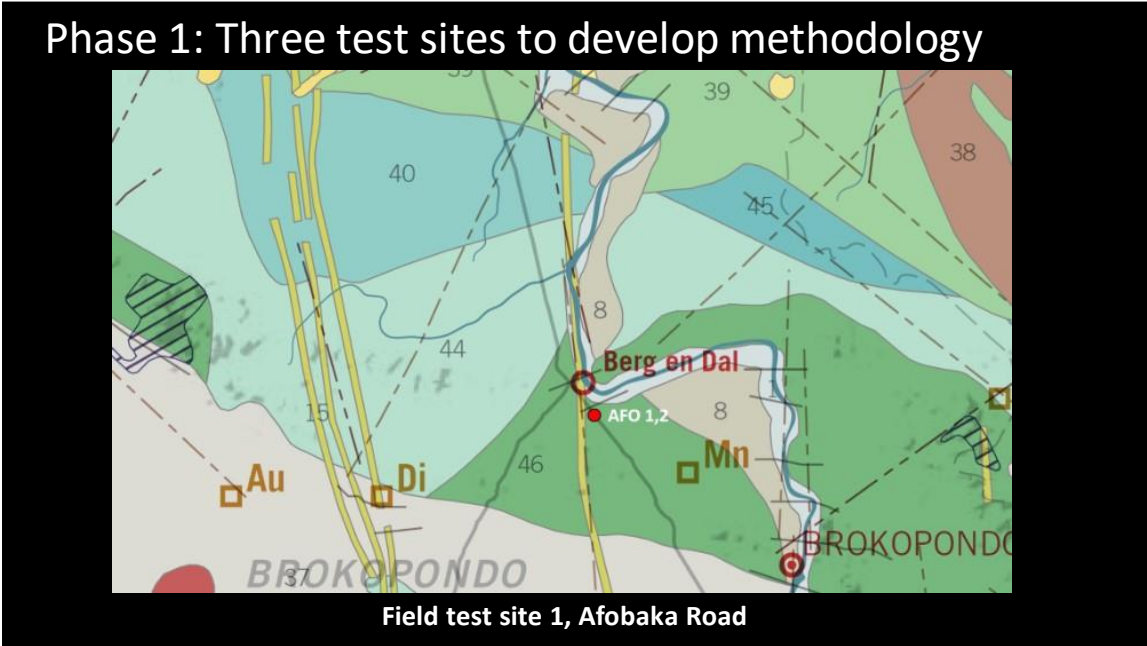 Phase 1: Three test sites to develop methodology
39
39
38
40
45
8
44
Berg en Dal
15
AFO 1,2
8
46
Mn
Au
Di
BROKOPONDO
BROKOPONDO
37
Field test site 1, Afobaka Road